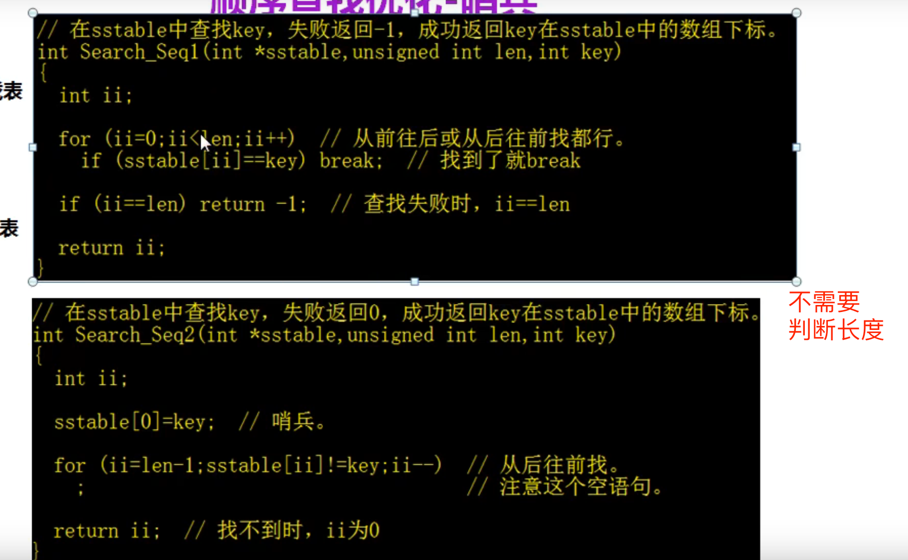 顺序查找优化-哨兵
// 在sstable中查找key，失败返回-1，成功返回key在sstable中的数组下标。
int Search_Seq1(int *sstable,unsigned int len,int key)
{
int ii;
for (ii=0;ii<len;ii++) // 从前往后或从后往前找都行。
if (sstable[ii]==key) break; // 找到了就break
if (ii==len) return -1; // 查找失败时，ii==len
return ii;
}
表
表
// 在sstable中查找key，失败返回0，成功返回key在sstable中的数组下标。
int Search_Seq2(int *sstable,unsigned int len,int key)
{
int ii;
sstable[0]=key; // 哨兵。
for (ii=len-1;sstable[ii]!=key;ii--) // 从后往前找。
; // 注意这个空语句。
return ii; // 找不到时，ii为0
}
不需要
判断长度